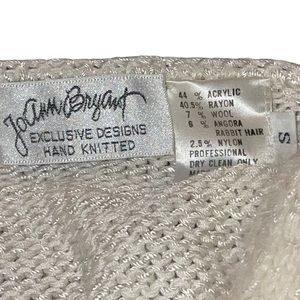 JoAnn Bryant
EXCLUSIVE DESIGNS
HAND KNITTED
44 % ACRYLIC
40.5% RAYON
7 % WOOL
6 % ANGORA
RABBIT HAIR
2.5% NYLON
PROFESSIONAL
DRY CLEAN ONLY
S